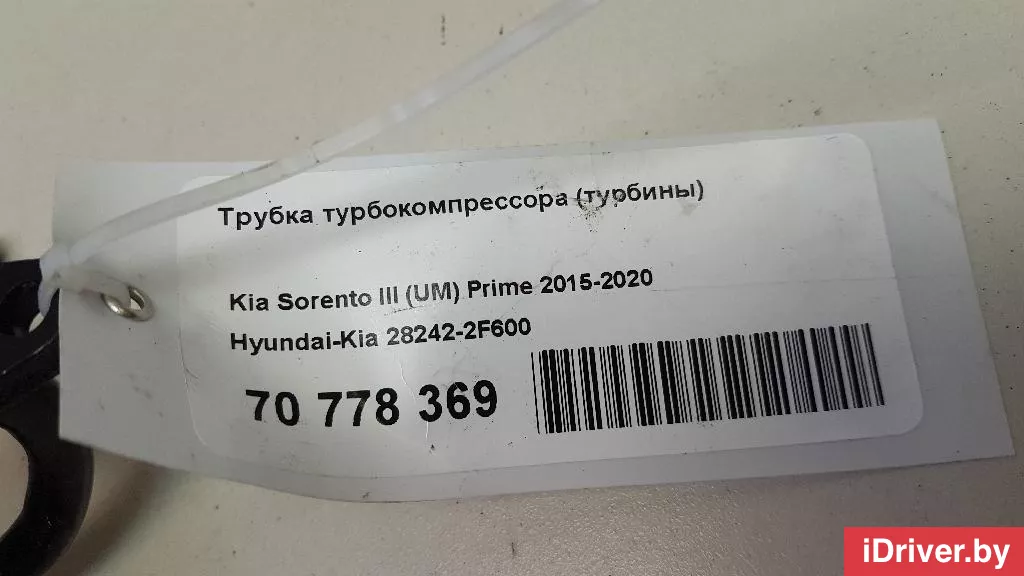 Трубка турбокомпрессора (турбины)
Kia Sorento III (UM) Prime 2015-2020
Hyundai-Kia 28242-2F600
70 778 369
iDriver.by